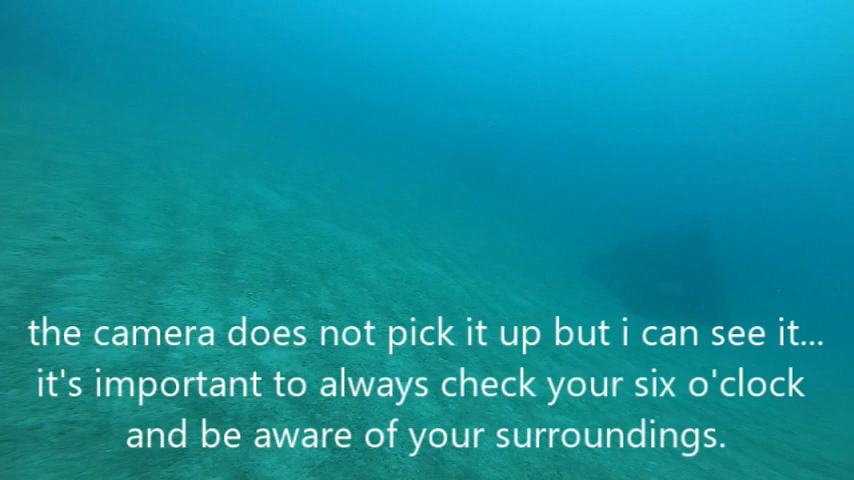 the camera does not pick it up but i can see it...
it's important to always check your six o'clock
and be aware of your surroundings.